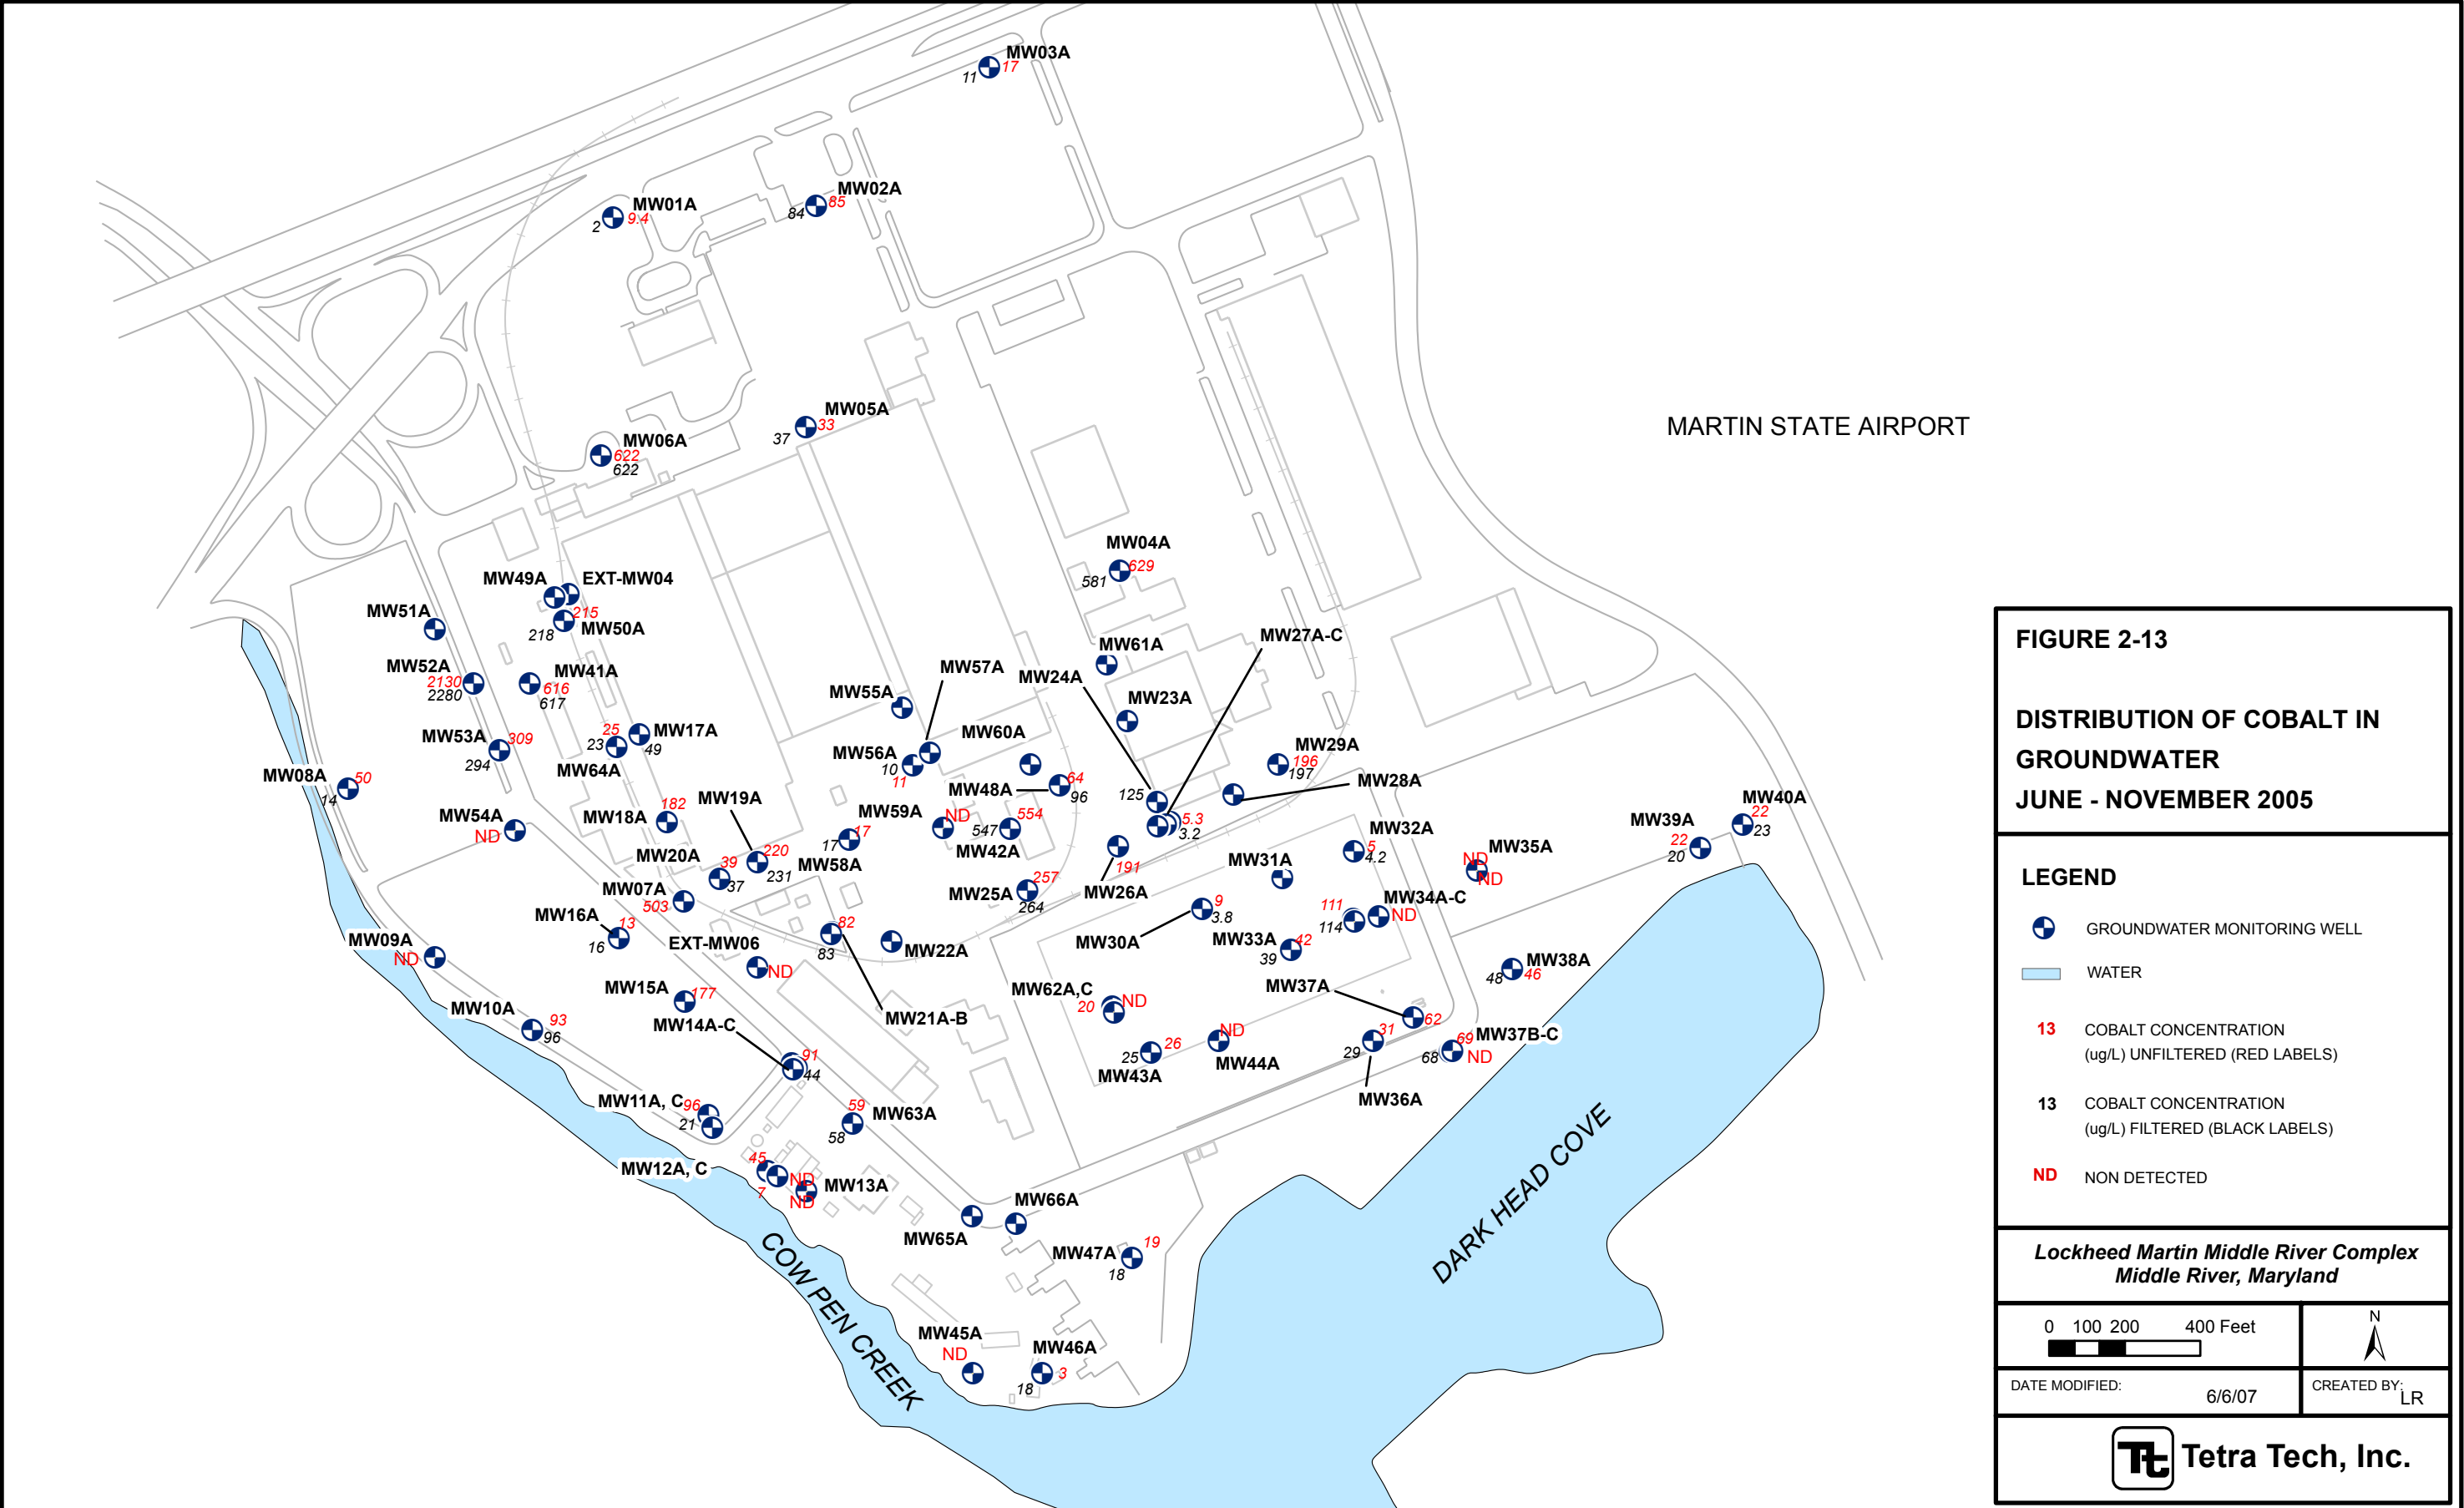 MW03A
17
11
MW02A
85
84
MW01A
9.4
2
MW05A
33
37
MW06A
622
622
MARTIN STATE AIRPORT
MW04A
629
581
MW49A
EXT-MW04
215
218
MW50A
MW51A
MW52A
2130
2280
MW41A
616
617
MW53A
309
294
25
23
MW17A
49
MW64A
MW08A
50
14
MW54A
ND
182
MW18A
MW19A
220
231
MW20A
39
37
MW07A
503
MW16A
13
16
MW09A
ND
EXT-MW06
ND
MW15A
177
MW14A-C
91
44
MW10A
93
96
MW11A, C
96
21
MW12A, C
45
7
ND
ND
MW13A
59
MW63A
58
MW55A
MW57A
MW56A
10
11
MW60A
MW48A
64
96
MW59A
ND
554
547
MW42A
17
17
MW58A
MW25A
257
264
82
83
MW22A
MW21A-B
MW61A
MW24A
MW27A-C
MW23A
125
5.3
3.2
MW26A
191
MW29A
196
197
MW28A
MW32A
5
4.2
MW31A
MW30A
9
3.8
MW33A
42
39
111
114
MW34A-C
ND
ND
MW35A
ND
MW39A
22
20
MW40A
22
23
MW38A
46
48
MW37A
62
MW62A,C
20
ND
26
25
MW43A
ND
MW44A
31
29
MW36A
69
68
MW37B-C
ND
MW65A
MW66A
MW47A
19
18
MW45A
ND
MW46A
18
3
COW PEN CREEK
DARK HEAD COVE
FIGURE 2-13
DISTRIBUTION OF COBALT IN
GROUNDWATER
JUNE - NOVEMBER 2005
LEGEND
GROUNDWATER MONITORING WELL
WATER
13 COBALT CONCENTRATION
(ug/L) UNFILTERED (RED LABELS)
13 COBALT CONCENTRATION
(ug/L) FILTERED (BLACK LABELS)
ND NON DETECTED
Lockheed Martin Middle River Complex
Middle River, Maryland
0 100 200 400 Feet
N
DATE MODIFIED: 6/6/07
CREATED BY: LR
Tt Tetra Tech, Inc.